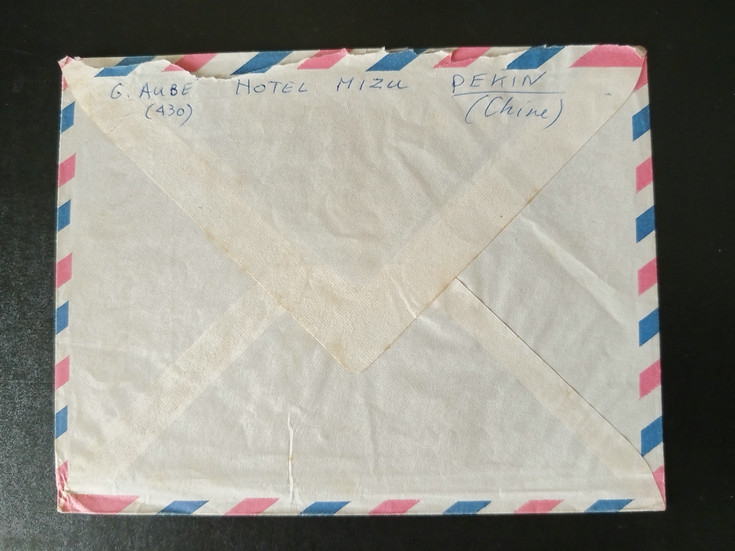 G. AUBE HOTEL MIZU PEKIN
(430) (Chine)